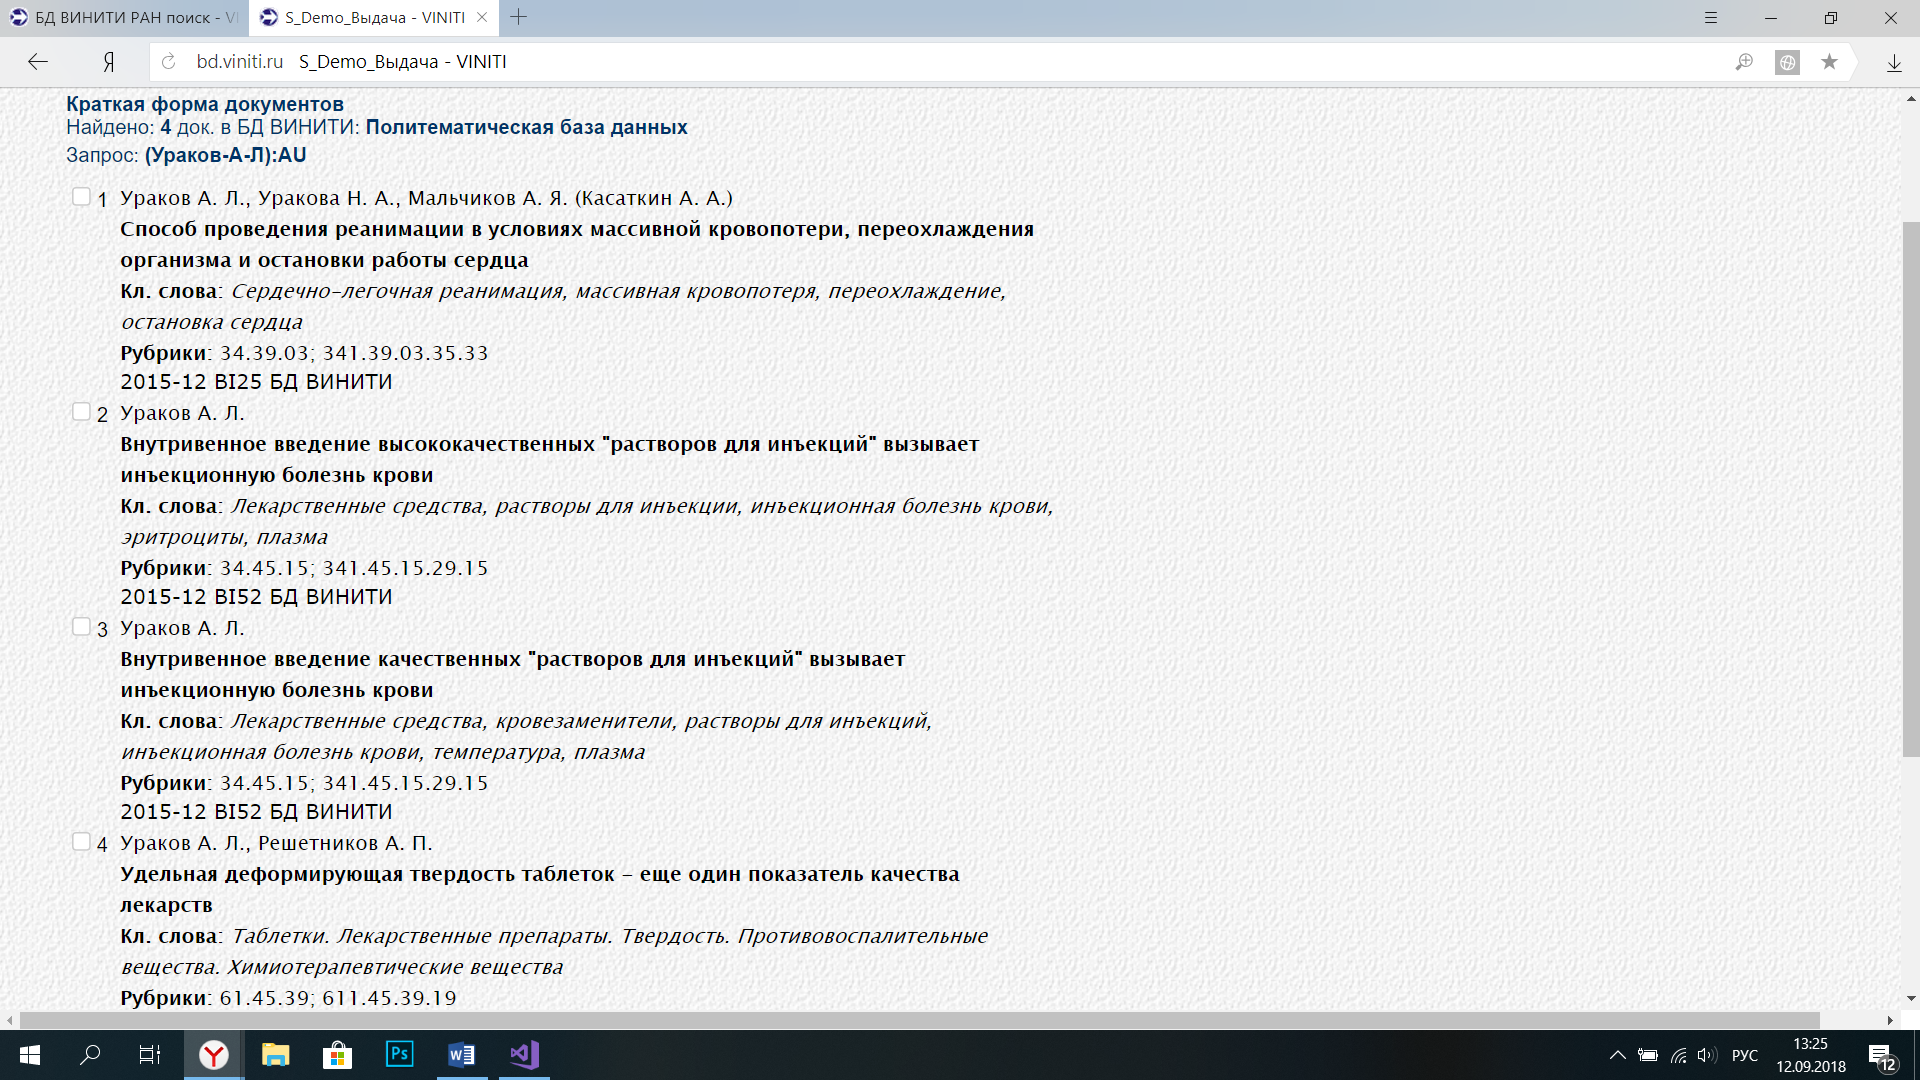 БД ВИНИТИ РАН поиск - VI
S_Demo_Выдача - VINITI
Я
bd.viniti.ru S_Demo_Выдача - VINITI
Краткая форма документов
Найдено: 4 док. в БД ВИНИТИ: Политематическая база данных
Запрос: (Ураков-А-Л):AU
1 Ураков А. Л., Уракова Н. А., Мальчиков А. Я. (Касаткин А. А.)
Способ проведения реанимации в условиях массивной кровопотери, переохлаждения
организма и остановки работы сердца
Кл. слова: Сердечно-легочная реанимация, массивная кровопотеря, переохлаждение,
остановка сердца
Рубрики: 34.39.03; 341.39.03.35.33
2015-12 BI25 БД ВИНИТИ
2 Ураков А. Л.
Внутривенное введение высококачественных "растворов для инъекций" вызывает
инъекционную болезнь крови
Кл. слова: Лекарственные средства, растворы для инъекции, инъекционная болезнь крови,
эритроциты, плазма
Рубрики: 34.45.15; 341.45.15.29.15
2015-12 BI52 БД ВИНИТИ
3 Ураков А. Л.
Внутривенное введение качественных "растворов для инъекций" вызывает
инъекционную болезнь крови
Кл. слова: Лекарственные средства, кровезаменители, растворы для инъекций,
инъекционная болезнь крови, температура, плазма
Рубрики: 34.45.15; 341.45.15.29.15
2015-12 BI52 БД ВИНИТИ
4 Ураков А. Л., Решетников А. П.
Удельная деформирующая твердость таблеток - еще один показатель качества
лекарств
Кл. слова: Таблетки. Лекарственные препараты. Твердость. Противовоспалительные
вещества. Химиотерапевтические вещества
Рубрики: 61.45.39; 611.45.39.19
Ps
РУС
13:25
12.09.2018
12